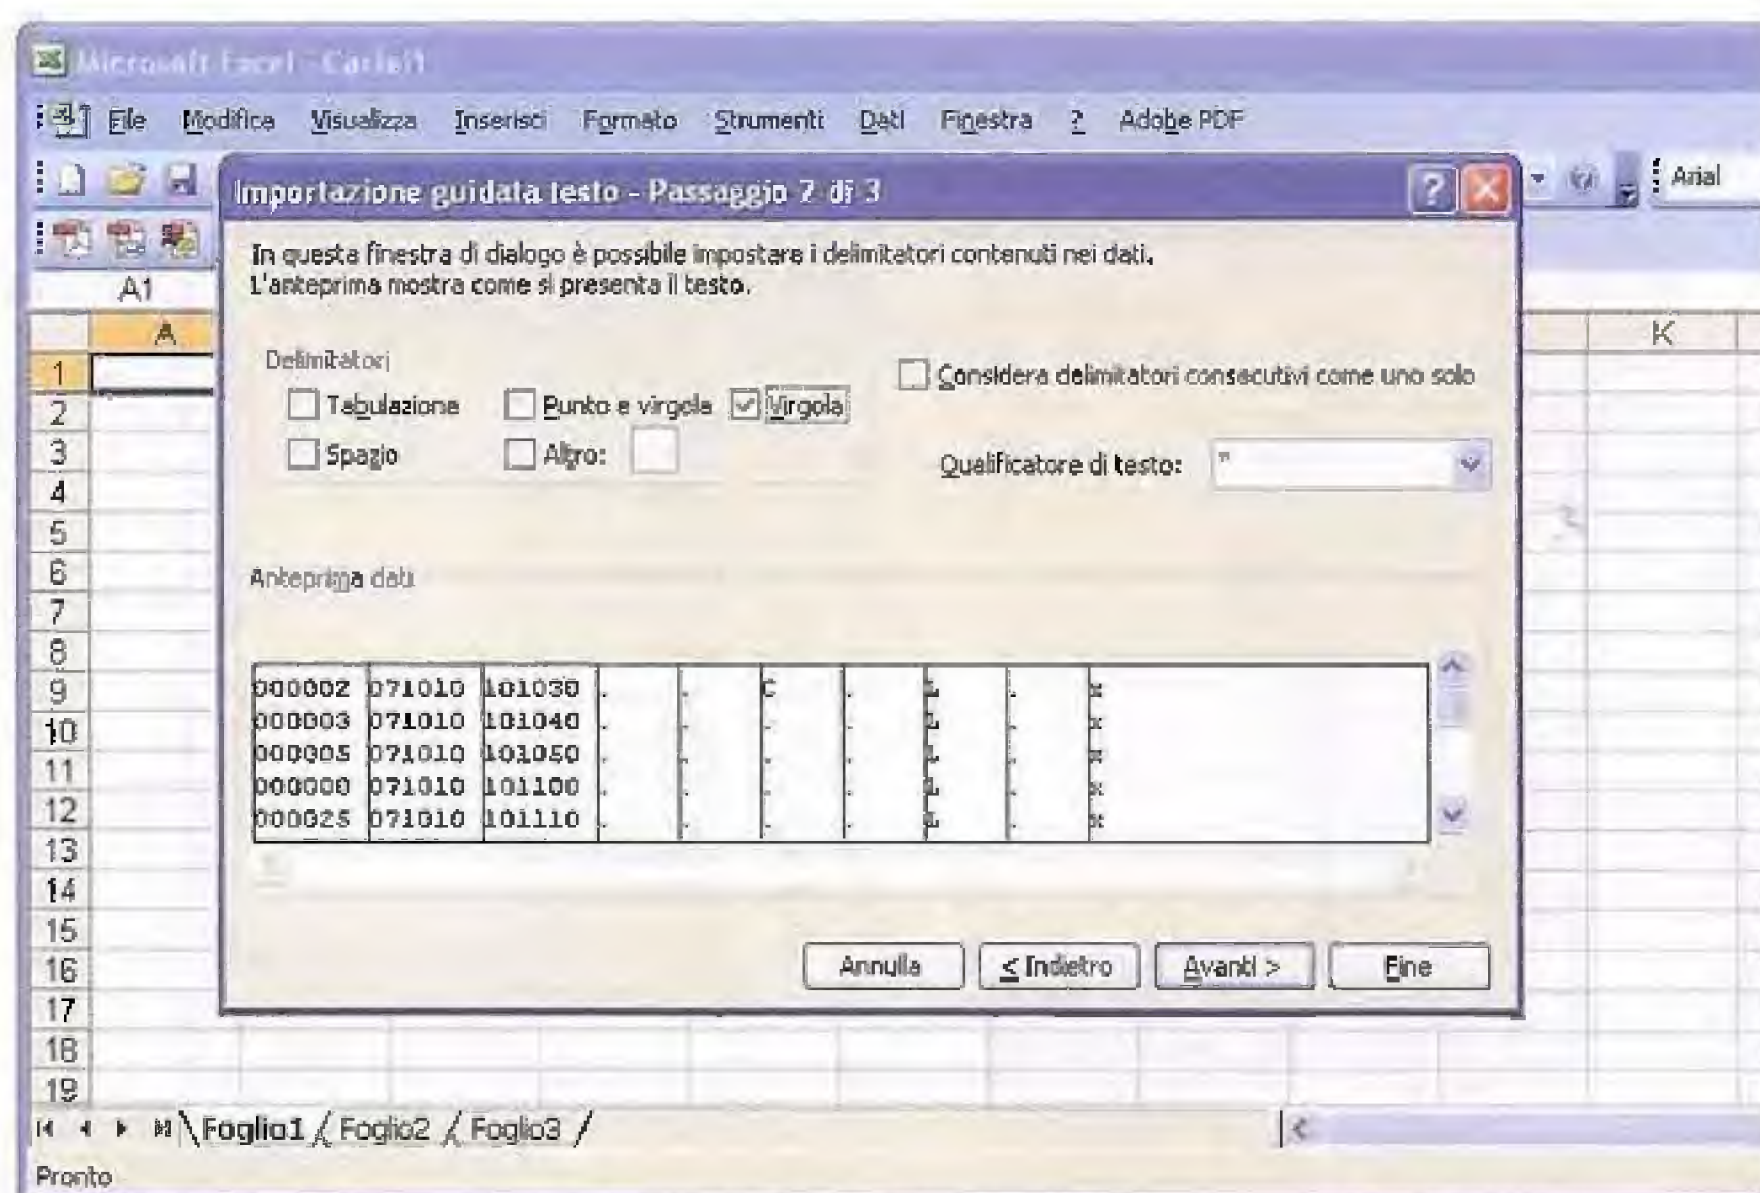 Microsoft Excel - Cartel1
File Modifica Visualizza Inserisci Formato Strumenti Dati Finestra ? Adobe PDF
Arial
Importazione guidata testo - Passaggio 2 di 3
In questa finestra di dialogo è possibile impostare i delimitatori contenuti nei dati.
L'anteprima mostra come si presenta il testo.
A1
A K
Delimitatori
Considera delimitatori consecutivi come uno solo
Tabulazione Punto e virgola Virgola
Spazio Altro:
Qualificatore di testo: "
Anteprima dati
000002 071010 101030 . . C . L . x
000003 071010 101040 . . . . L . x
000005 071010 101050 . . . . L . x
071010 101100 . . . . L . x
000025 071010 101110 . . . . L . x
Annulla < Indietro Avanti > Fine
1
2
3
4
5
6
7
8
9
10
11
12
13
14
15
16
17
18
19
Foglio1 Foglio2 Foglio3
Pronto